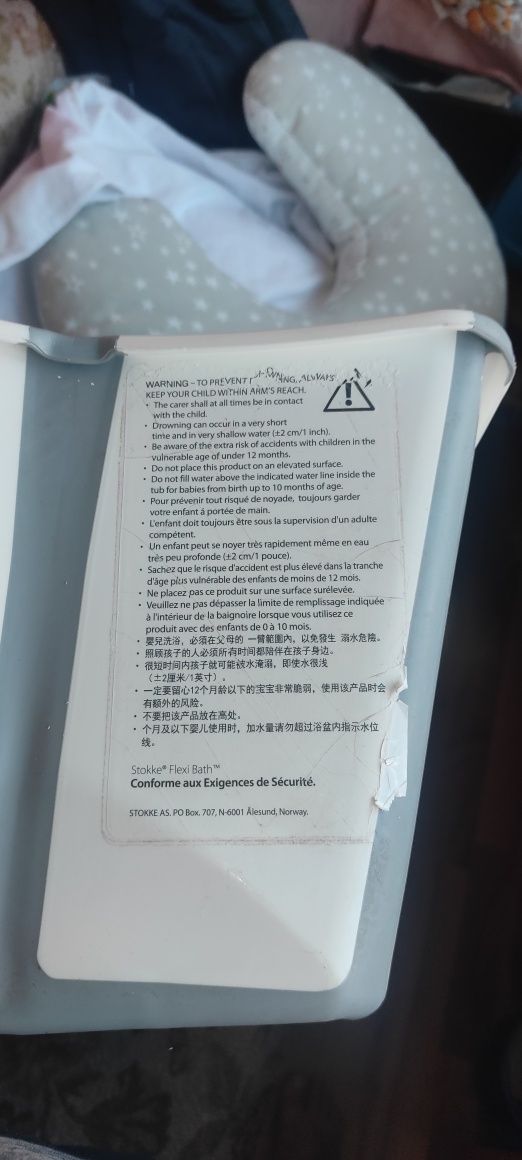 WARNING – TO PREVENT ALWAYS
KEEP YOUR CHILD WITHIN ARM'S REACH.
• The carer shall at all times be in contact
with the child.
• Drowning can occur in a very short
time and in very shallow water (±2 cm/1 inch).
• Be aware of the extra risk of accidents with children in the
vulnerable age of under 12 months.
• Do not place this product on an elevated surface.
• Do not fill water above the indicated water line inside the
tub for babies from birth up to 10 months of age.
• Pour prévenir tout risqué de noyade, toujours garder
votre enfant á portée de main.
• L'enfant doit toujours être sous la supervision d'un adulte
compétent.
• Un enfant peut se noyer très rapidement même en eau
très peu profonde (±2 cm/1 pouce).
• Sachez que le risque d'accident est plus élevé dans la tranche
d'âge plus vulnérable des enfants de moins de 12 mois.
• Ne placez pas ce produit sur une surface surélevée.
• Veuillez ne pas dépasser la limite de remplissage indiquée
à l'intérieur de la baignoire lorsque vous utilisez ce
produit avec des enfants de 0 à 10 mois.
• 嬰兒洗浴，必須在父母的 一臂範圍內，以免發生 溺水危險。
• 照顾孩子的人必须所有时间都陪伴在孩子身边。
• 很短时间内孩子就可能被水淹溺，即使水很浅
（±2厘米/1英寸）。
• 一定要留心12个月龄以下的宝宝非常脆弱，使用该产品时会
有额外的风险。
• 不要把该产品放在高处。
• 个月及以下婴儿使用时，加水量请勿超过浴盆内指示水位
线。
Stokke® Flexi Bath™
Conforme aux Exigences de Sécurité.
STOKKE AS. PO Box. 707, N-6001 Ålesund, Norway.